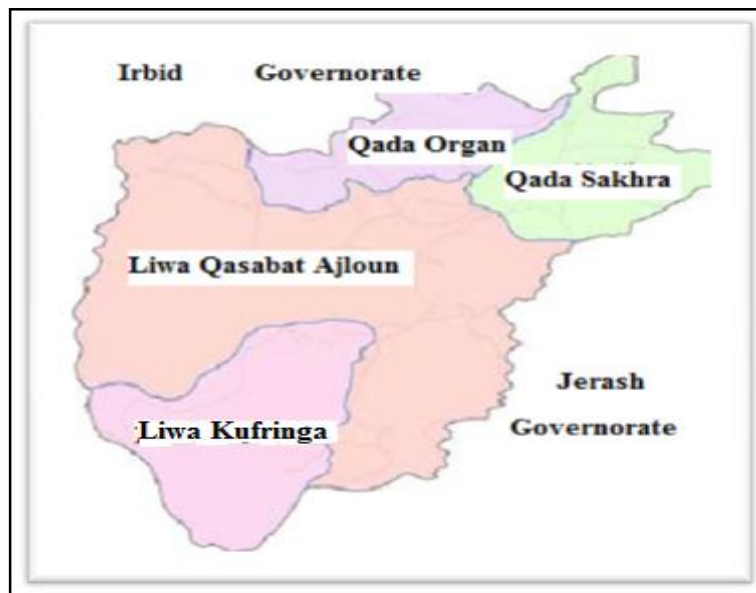 Irbid Governorate
Qada Organ
Qada Sakhra
Liwa Qasabat Ajloun
Jerash
Governorate
Liwa Kufringa